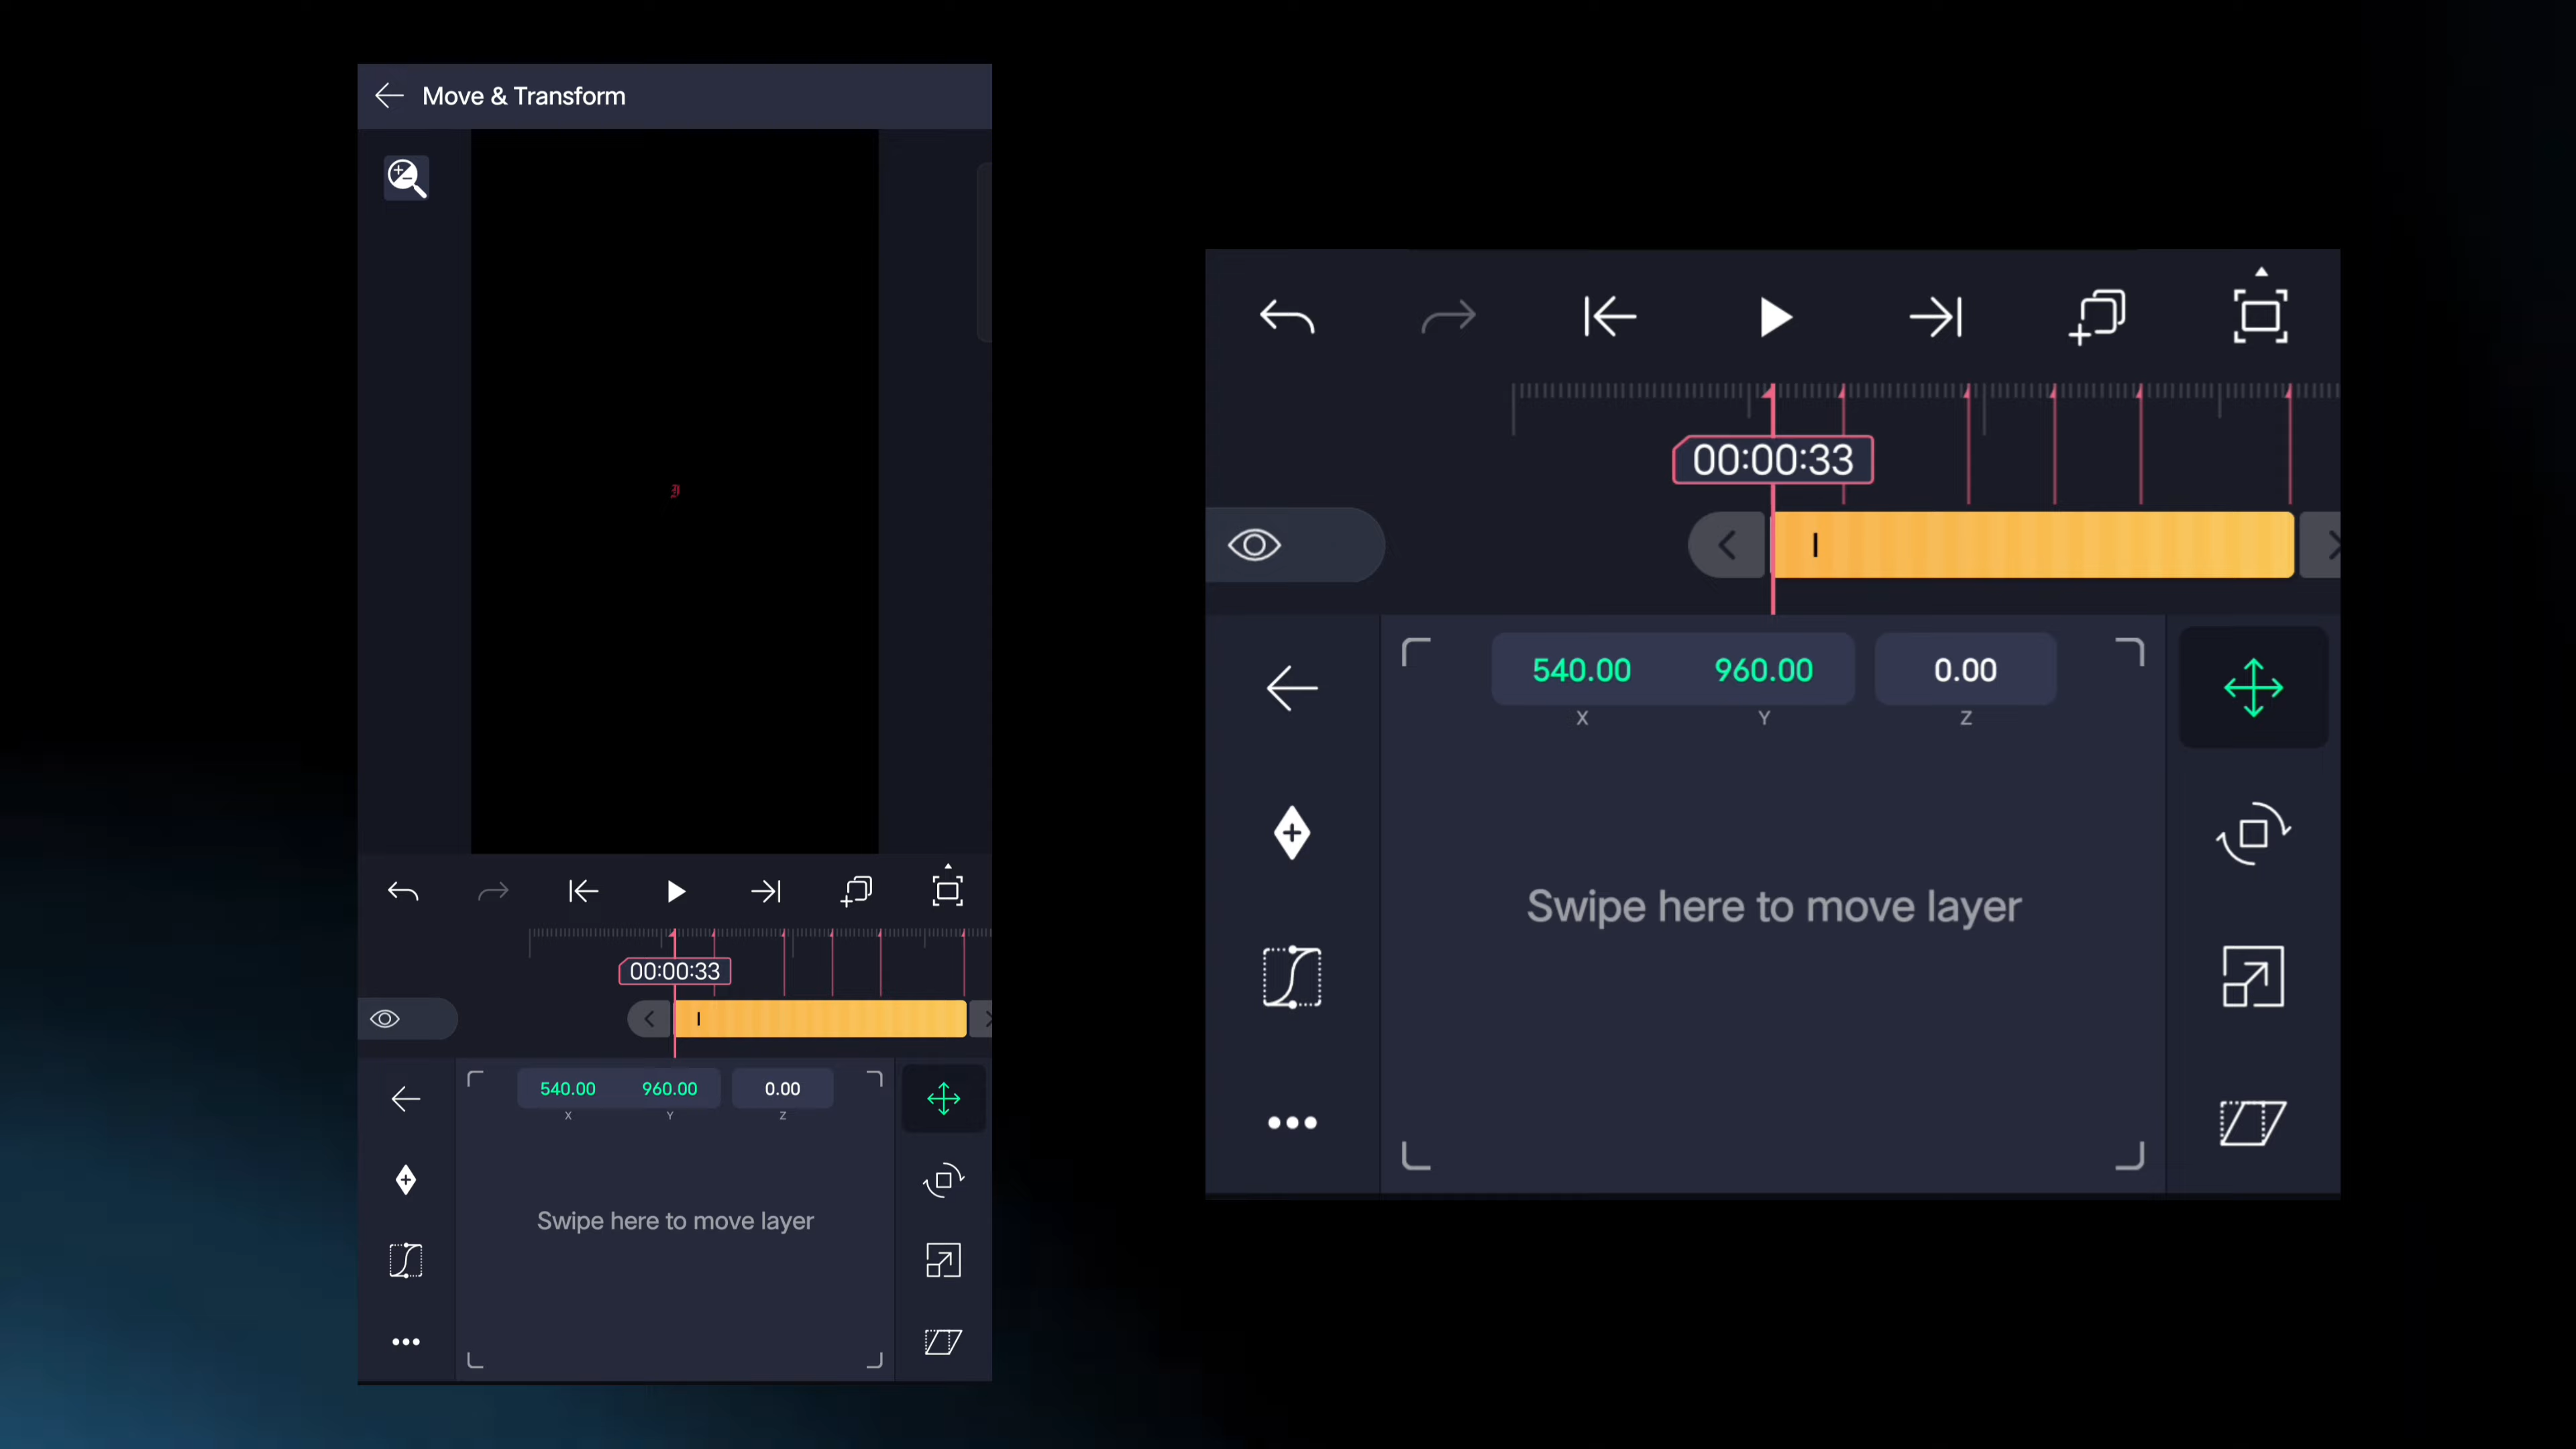 Move & Transform
I
00:00:33
I
540.00 960.00 0.00
X Y Z
Swipe here to move layer
00:00:33
I
540.00 960.00 0.00
X Y Z
Swipe here to move layer